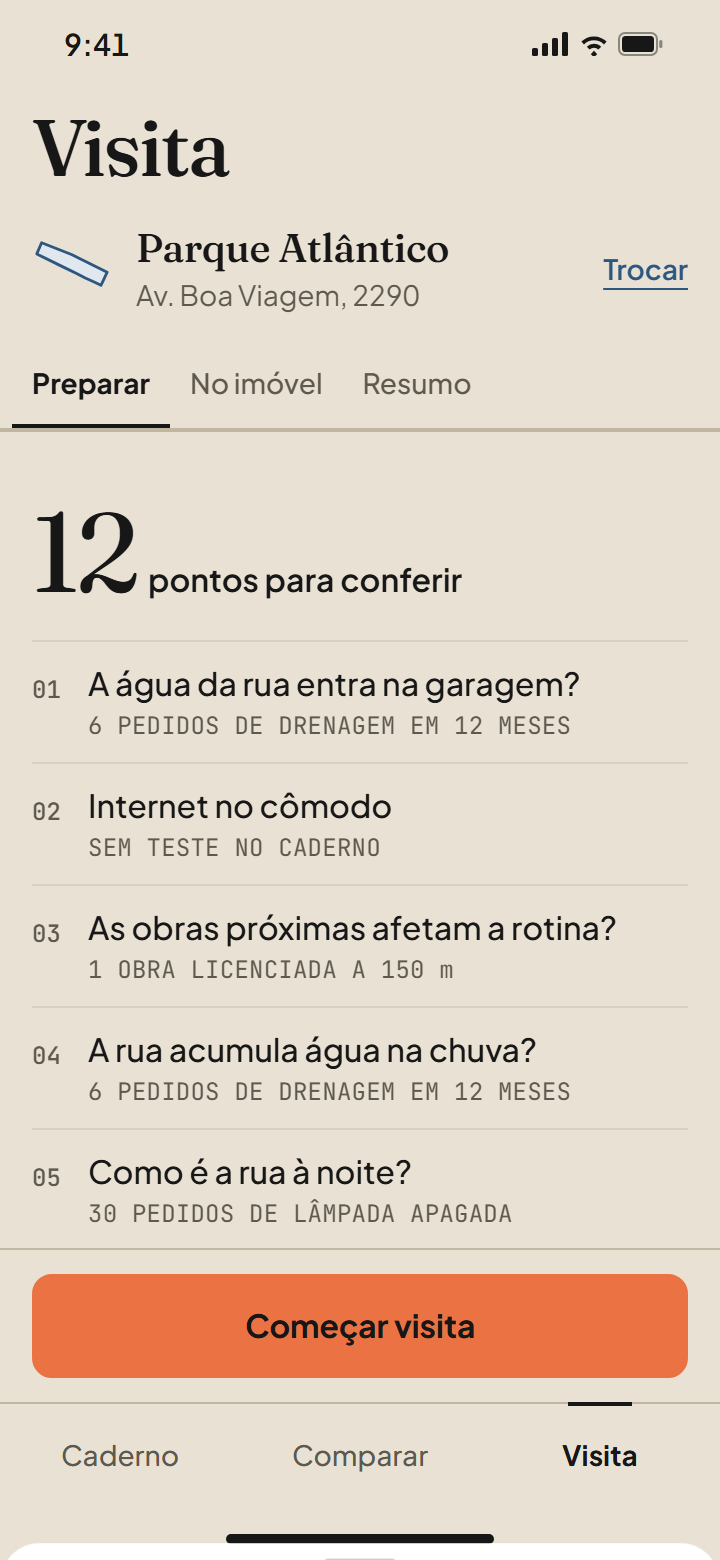 9:41
Visita
Parque Atlântico
Av. Boa Viagem, 2290
Trocar
Preparar
No imóvel
Resumo
12 pontos para conferir
01 A água da rua entra na garagem?
6 PEDIDOS DE DRENAGEM EM 12 MESES
02 Internet no cômodo
SEM TESTE NO CADERNO
03 As obras próximas afetam a rotina?
1 OBRA LICENCIADA A 150 m
04 A rua acumula água na chuva?
6 PEDIDOS DE DRENAGEM EM 12 MESES
05 Como é a rua à noite?
30 PEDIDOS DE LÂMPADA APAGADA
Começar visita
Caderno
Comparar
Visita